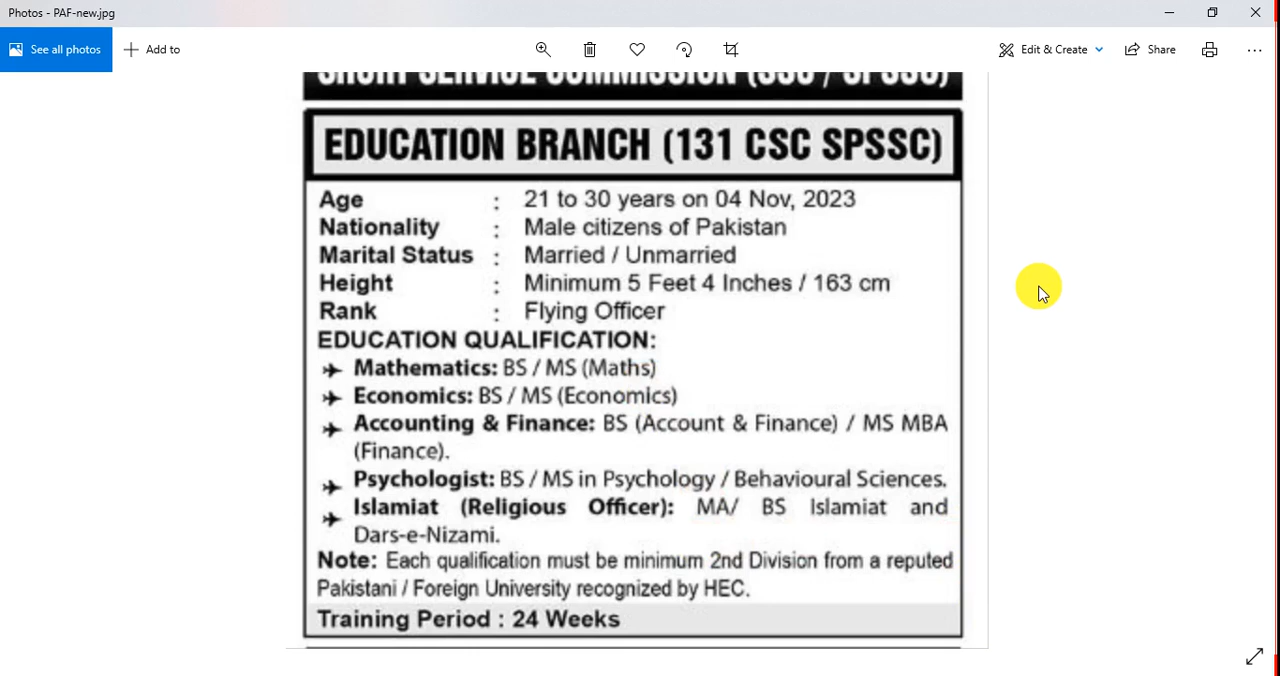 Photos - PAF-new.jpg
See all photos
Add to
Edit & Create
Share
SHORT SERVICE COMMISSION (SSC / SPSSC)
EDUCATION BRANCH (131 CSC SPSSC)
Age : 21 to 30 years on 04 Nov, 2023
Nationality : Male citizens of Pakistan
Marital Status : Married / Unmarried
Height : Minimum 5 Feet 4 Inches / 163 cm
Rank : Flying Officer
EDUCATION QUALIFICATION:
Mathematics: BS / MS (Maths)
Economics: BS / MS (Economics)
Accounting & Finance: BS (Account & Finance) / MS MBA
(Finance).
Psychologist: BS / MS in Psychology / Behavioural Sciences.
Islamiat (Religious Officer): MA/ BS Islamiat and
Dars-e-Nizami.
Note: Each qualification must be minimum 2nd Division from a reputed
Pakistani / Foreign University recognized by HEC.
Training Period : 24 Weeks